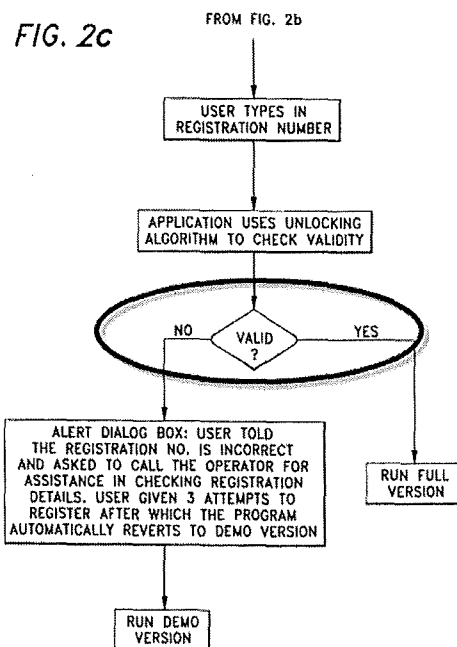 FIG. 2c
FROM FIG. 2b
USER TYPES IN
REGISTRATION NUMBER
APPLICATION USES UNLOCKING
ALGORITHM TO CHECK VALIDITY
NO
VALID
?
YES
ALERT DIALOG BOX: USER TOLD
THE REGISTRATION NO. IS INCORRECT
AND ASKED TO CALL THE OPERATOR FOR
ASSISTANCE IN CHECKING REGISTRATION
DETAILS. USER GIVEN 3 ATTEMPTS TO
REGISTER AFTER WHICH THE PROGRAM
AUTOMATICALLY REVERTS TO DEMO VERSION
RUN FULL
VERSION
RUN DEMO
VERSION